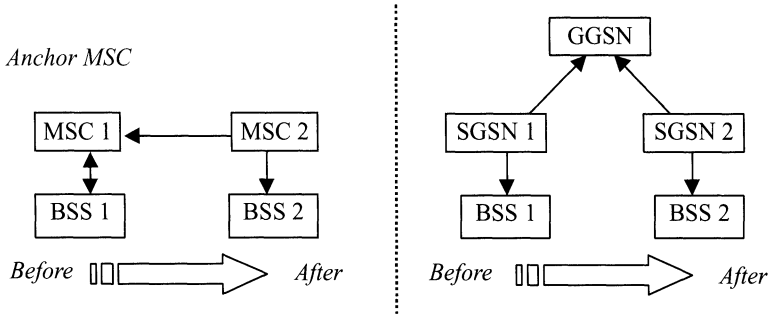 Anchor MSC
MSC 1
MSC 2
BSS 1
BSS 2
Before
After
GGSN
SGSN 1
SGSN 2
BSS 1
BSS 2
Before
After